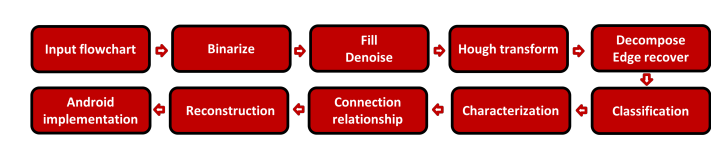 Input flowchart
Binarize
Fill
Denoise
Hough transform
Decompose
Edge recover
Classification
Characterization
Connection
relationship
Reconstruction
Android
implementation